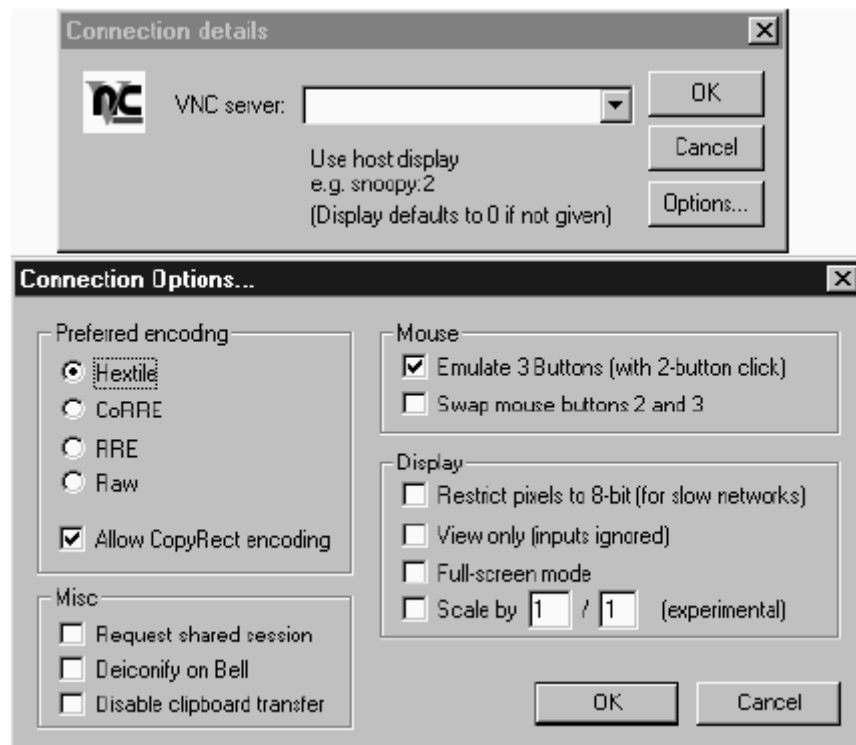 Connection details
VNC
VNC server:
OK
Use host display
e.g. snoopy:2
(Display defaults to 0 if not given)
Cancel
Options...
Connection Options...
Preferred encoding
Hextile
CoRRE
RRE
Raw
Allow CopyRect encoding
Misc
Request shared session
Deiconify on Bell
Disable clipboard transfer
Mouse
Emulate 3 Buttons (with 2-button click)
Swap mouse buttons 2 and 3
Display
Restrict pixels to 8-bit (for slow networks)
View only (inputs ignored)
Full-screen mode
Scale by 1 / 1 (experimental)
OK
Cancel